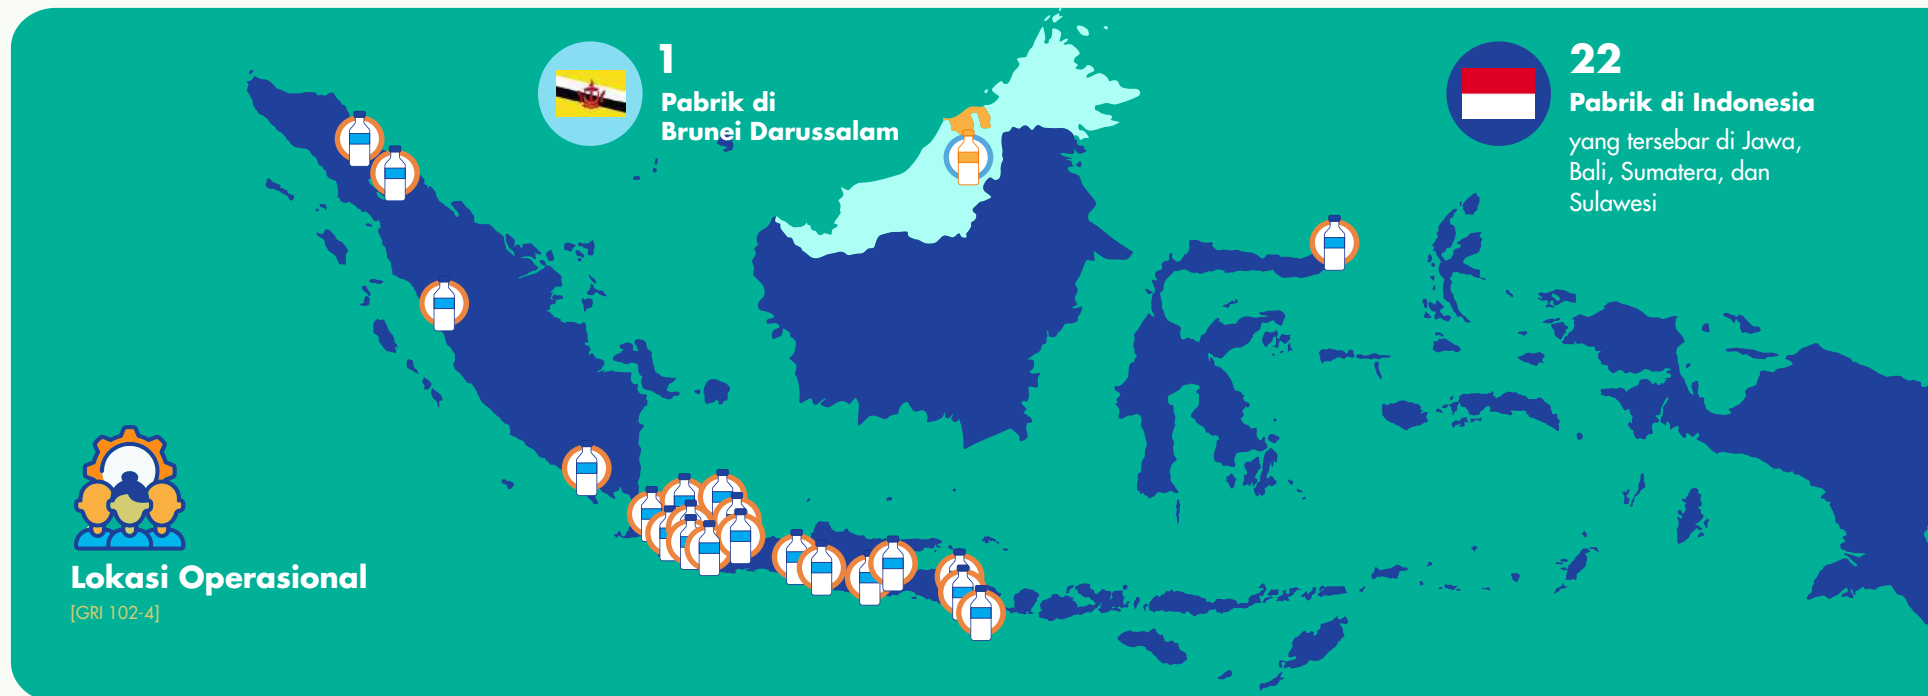 1
Pabrik di
Brunei Darussalam
22
Pabrik di Indonesia
yang tersebar di Jawa,
Bali, Sumatera, dan
Sulawesi
Lokasi Operasional
[GRI 102-4]